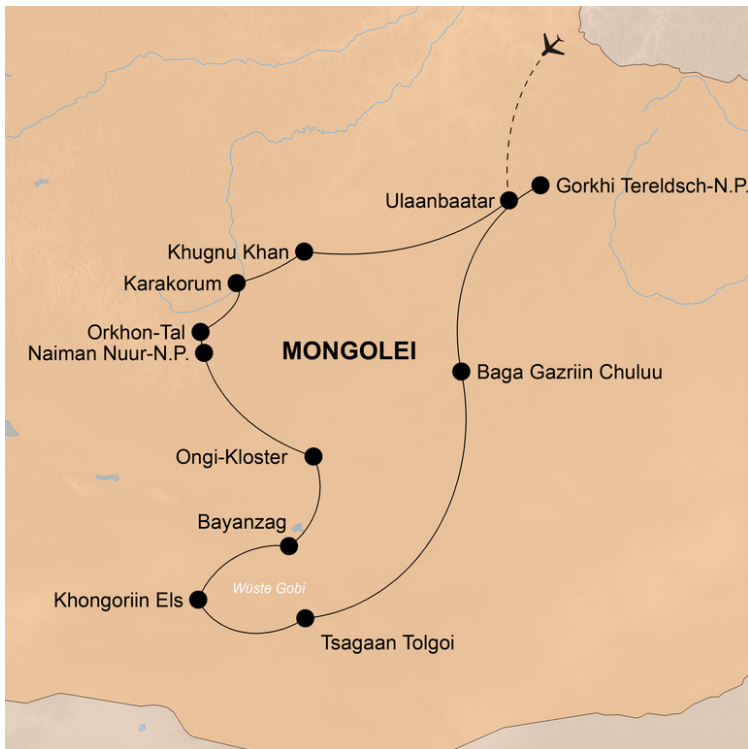 Gorkhi Tereldsch-N.P.
Ulaanbaatar
Khugnu Khan
Karakorum
Orkhon-Tal
Naiman Nuur-N.P.
MONGOLEI
Baga Gazriin Chuluu
Ongi-Kloster
Bayanzag
Wüste Gobi
Khongoriin Els
Tsagaan Tolgoi